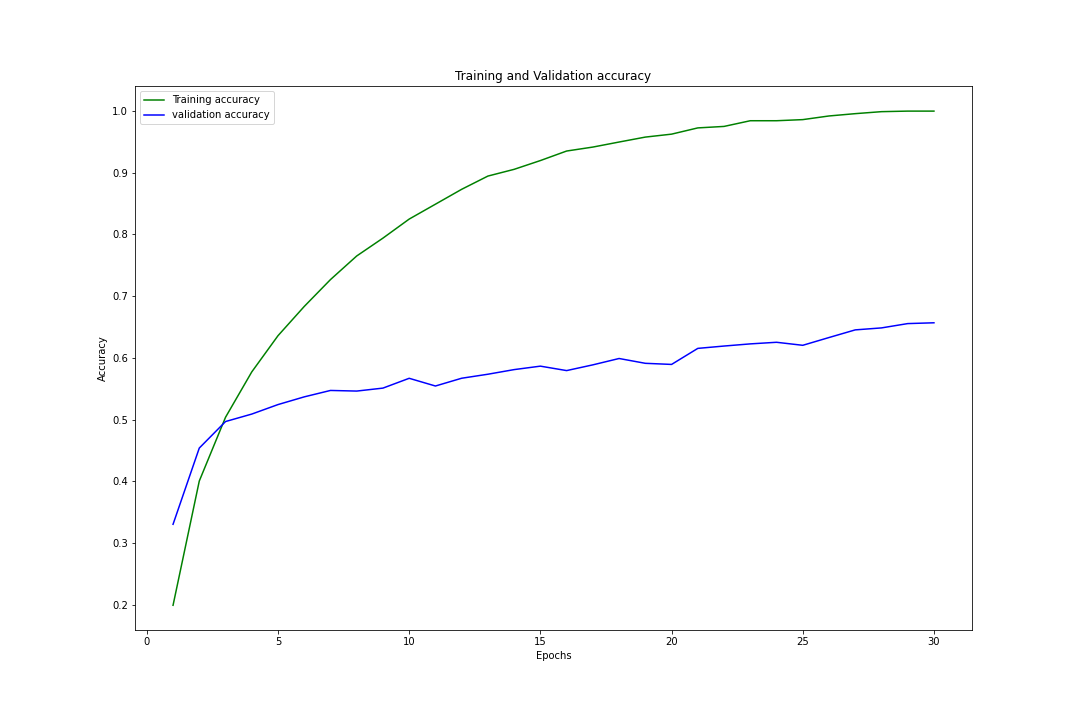 Training and Validation accuracy
Training accuracy
validation accuracy
1.0
0.9
0.8
0.7
0.6
0.5
0.4
0.3
0.2
Accuracy
0 5 10 15 20 25 30
Epochs